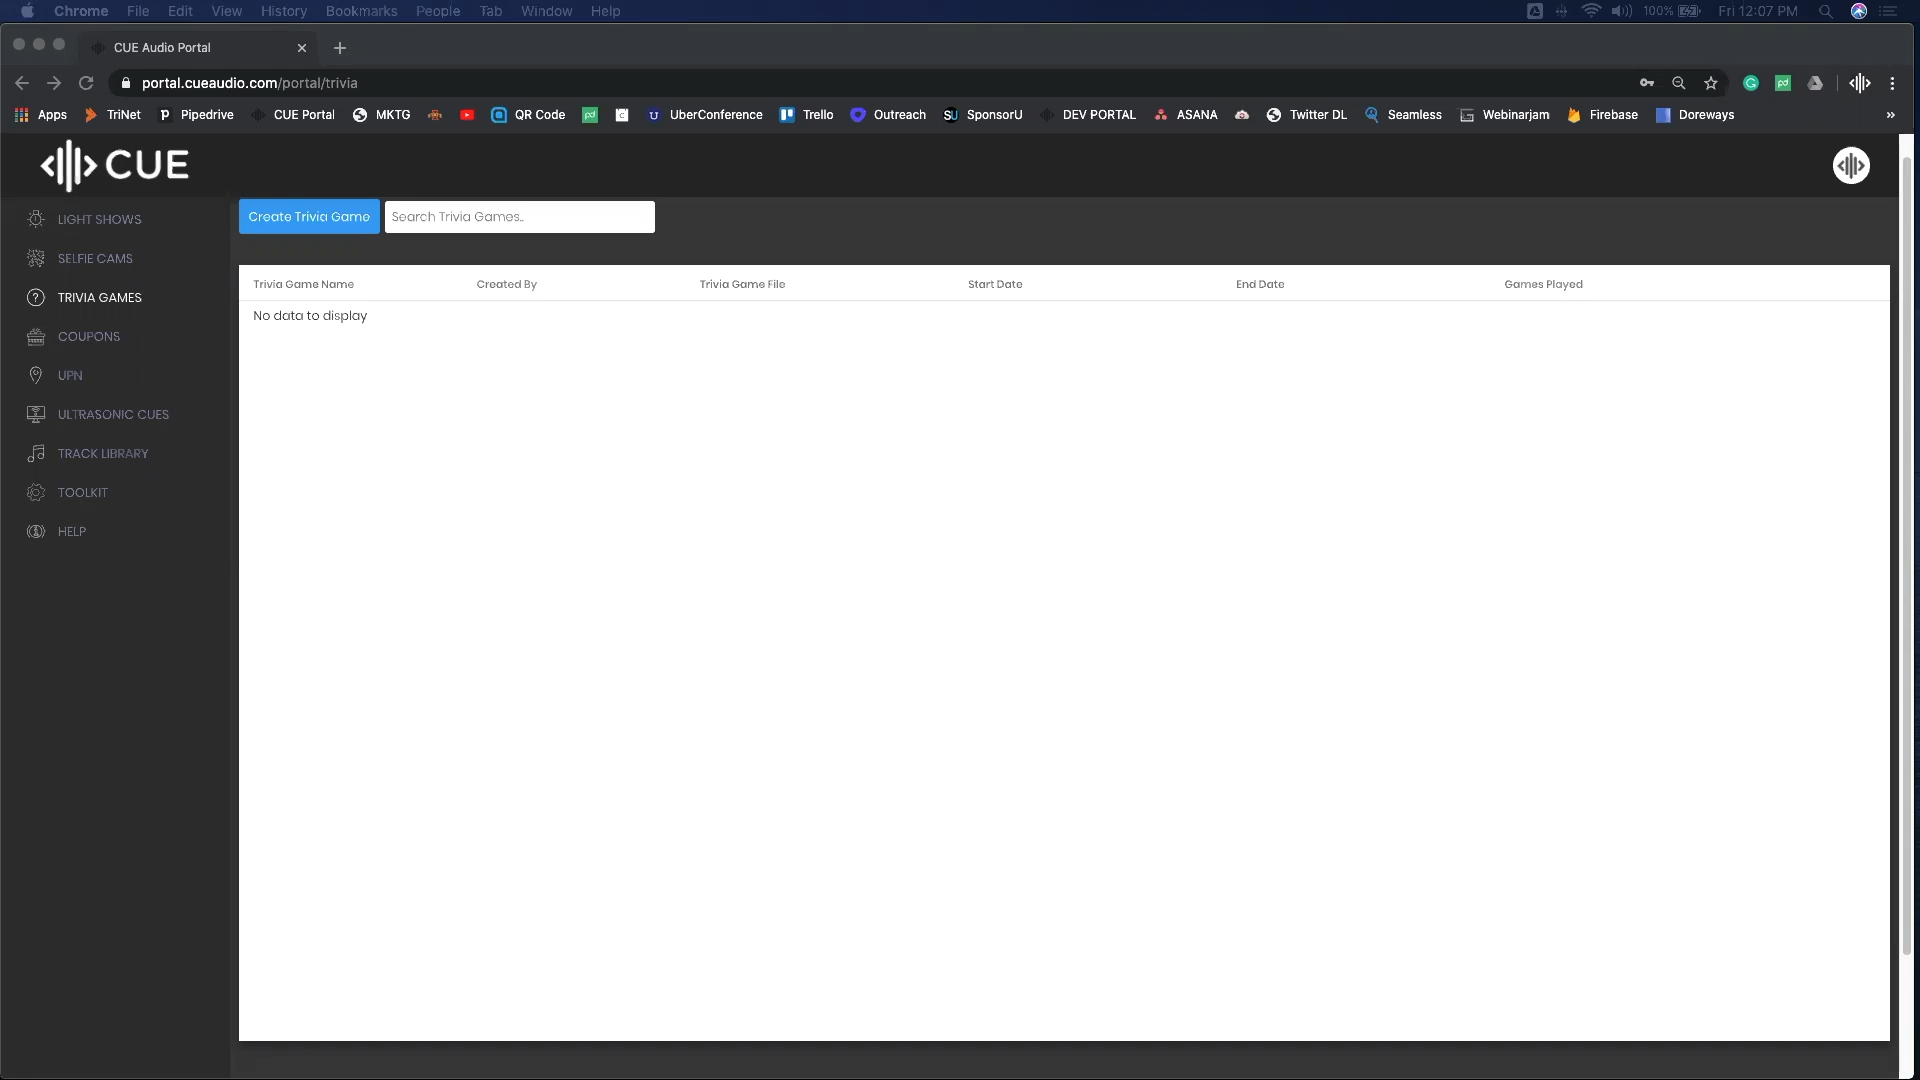 Chrome File Edit View History Bookmarks People Tab Window Help 100% Fri 12:07 PM
CUE Audio Portal
portal.cueaudio.com/portal/trivia
Apps TriNet Pipedrive CUE Portal MKTG QR Code UberConference Trello Outreach SponsorU DEV PORTAL ASANA Twitter DL Seamless Webinarjam Firebase Doreways »
CUE
LIGHT SHOWS
SELFIE CAMS
TRIVIA GAMES
COUPONS
UPN
ULTRASONIC CUES
TRACK LIBRARY
TOOLKIT
HELP
Create Trivia Game Search Trivia Games..
Trivia Game Name Created By Trivia Game File Start Date End Date Games Played
No data to display